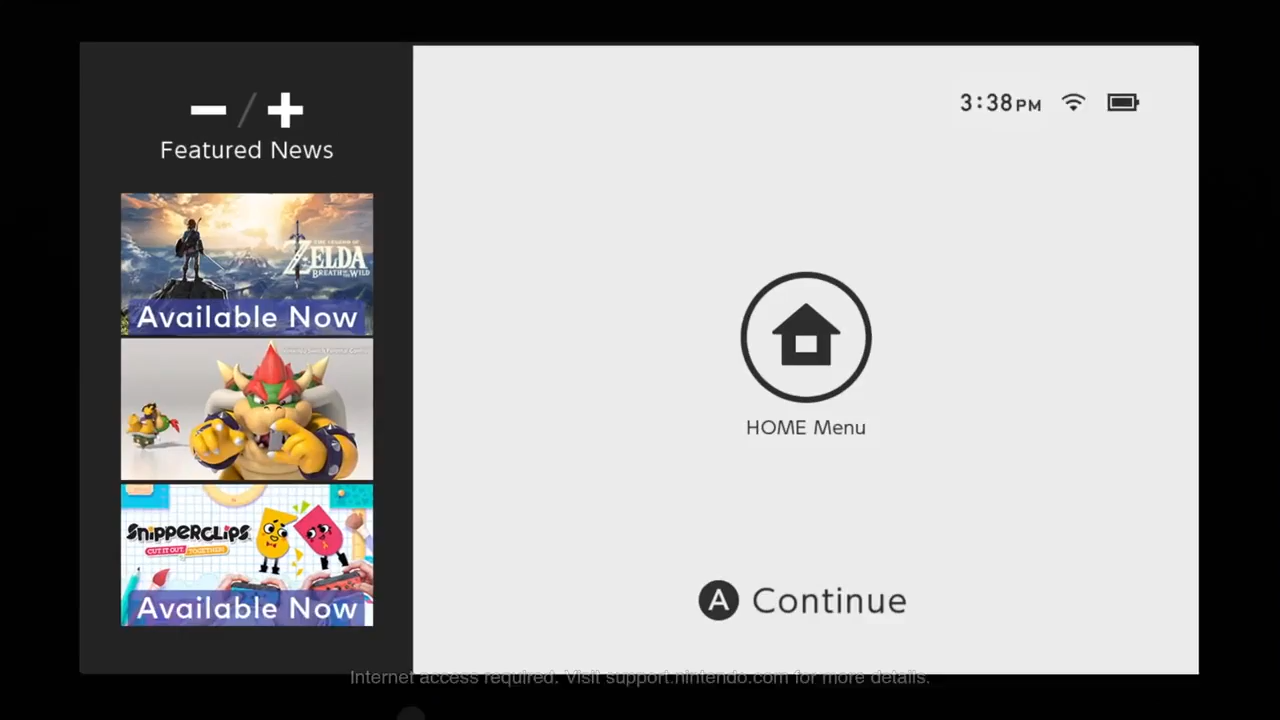 − / +
Featured News
THE LEGEND OF
ZELDA
BREATH OF THE WILD
Available Now
SNIPPERCLIPS
CUT IT OUT, TOGETHER!
Available Now
3:38 PM
HOME Menu
A Continue
Internet access required. Visit support.nintendo.com for more details.